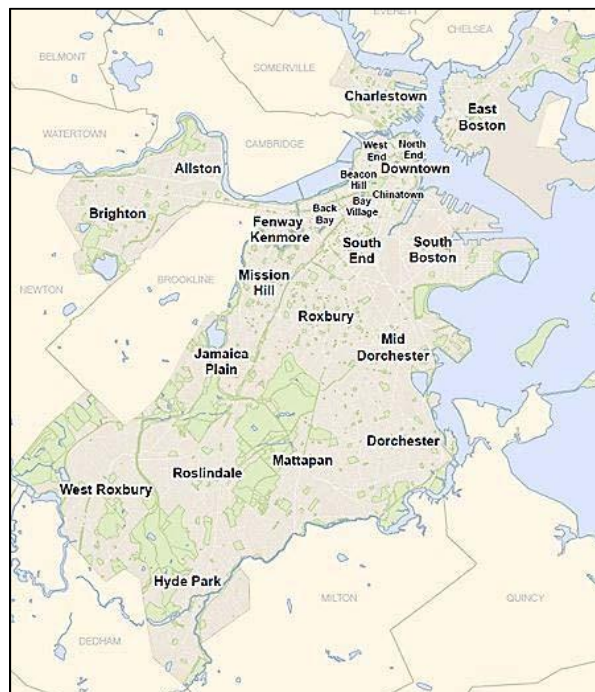 EVERETT
CHELSEA
BELMONT
SOMERVILLE
Charlestown
East
Boston
WATERTOWN
CAMBRIDGE
West
End
North
End
Allston
Downtown
Beacon
Hill
Chinatown
Back
Bay
Bay
Village
Brighton
Fenway
Kenmore
South
End
South
Boston
BROOKLINE
Mission
Hill
NEWTON
Roxbury
Mid
Dorchester
Jamaica
Plain
Dorchester
Mattapan
Roslindale
West Roxbury
Hyde Park
MILTON
QUINCY
DEDHAM